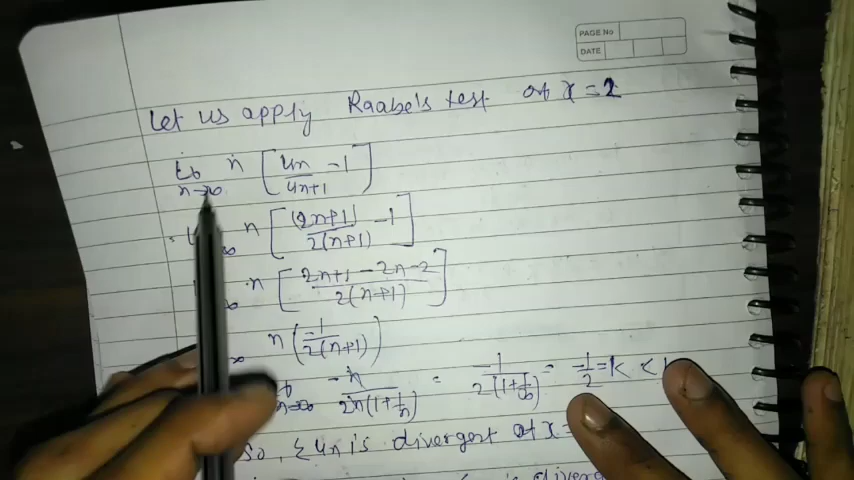 PAGE No
DATE
Let us apply Raabe's test at x = 2
Lt n→∞ n [ Un / Un+1 - 1 ]
= n [ (2n+1) / 2(n+1) - 1 ]
∞ n [ 2n+1 - 2n - 2 / 2(n+1) ]
n ( -1 / 2(n+1) )
n→∞ -n / 2n(1+1/n) = 1 / 2(1+1/∞) = -1/2 = k <
So, ΣUn is divergent at x =
is diverg